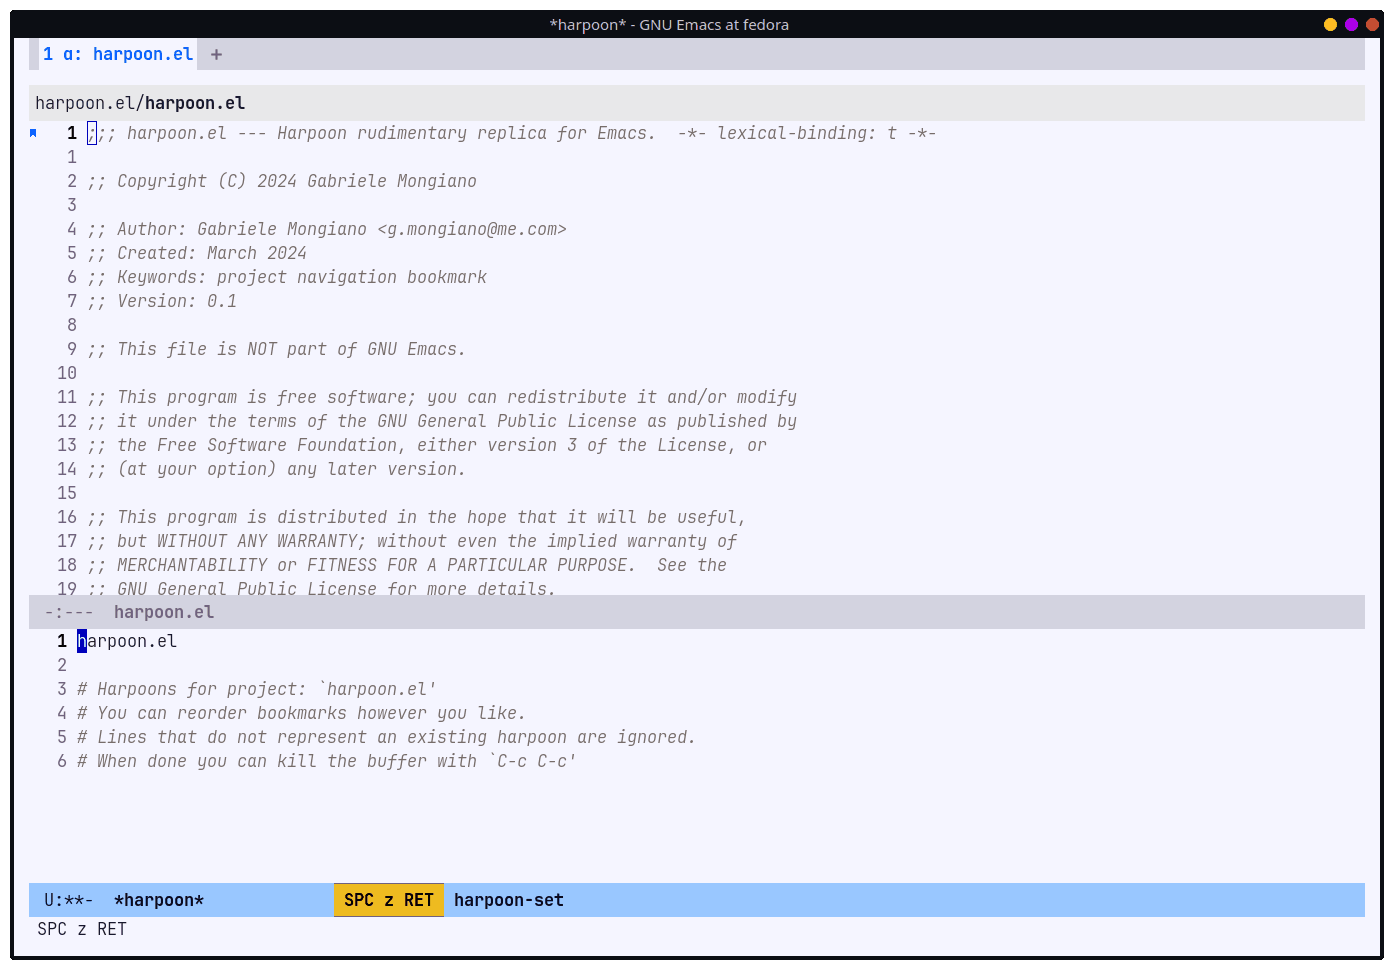 *harpoon* - GNU Emacs at fedora
1 α: harpoon.el +
harpoon.el/harpoon.el
1 ;;; harpoon.el --- Harpoon rudimentary replica for Emacs.  -*- lexical-binding: t -*-
1
2 ;; Copyright (C) 2024 Gabriele Mongiano
3
4 ;; Author: Gabriele Mongiano <g.mongiano@me.com>
5 ;; Created: March 2024
6 ;; Keywords: project navigation bookmark
7 ;; Version: 0.1
8
9 ;; This file is NOT part of GNU Emacs.
10
11 ;; This program is free software; you can redistribute it and/or modify
12 ;; it under the terms of the GNU General Public License as published by
13 ;; the Free Software Foundation, either version 3 of the License, or
14 ;; (at your option) any later version.
15
16 ;; This program is distributed in the hope that it will be useful,
17 ;; but WITHOUT ANY WARRANTY; without even the implied warranty of
18 ;; MERCHANTABILITY or FITNESS FOR A PARTICULAR PURPOSE.  See the
19 ;; GNU General Public License for more details.
-:---  harpoon.el
1 harpoon.el
2
3 # Harpoons for project: `harpoon.el'
4 # You can reorder bookmarks however you like.
5 # Lines that do not represent an existing harpoon are ignored.
6 # When done you can kill the buffer with `C-c C-c'
U:**-  *harpoon* SPC z RET harpoon-set
SPC z RET